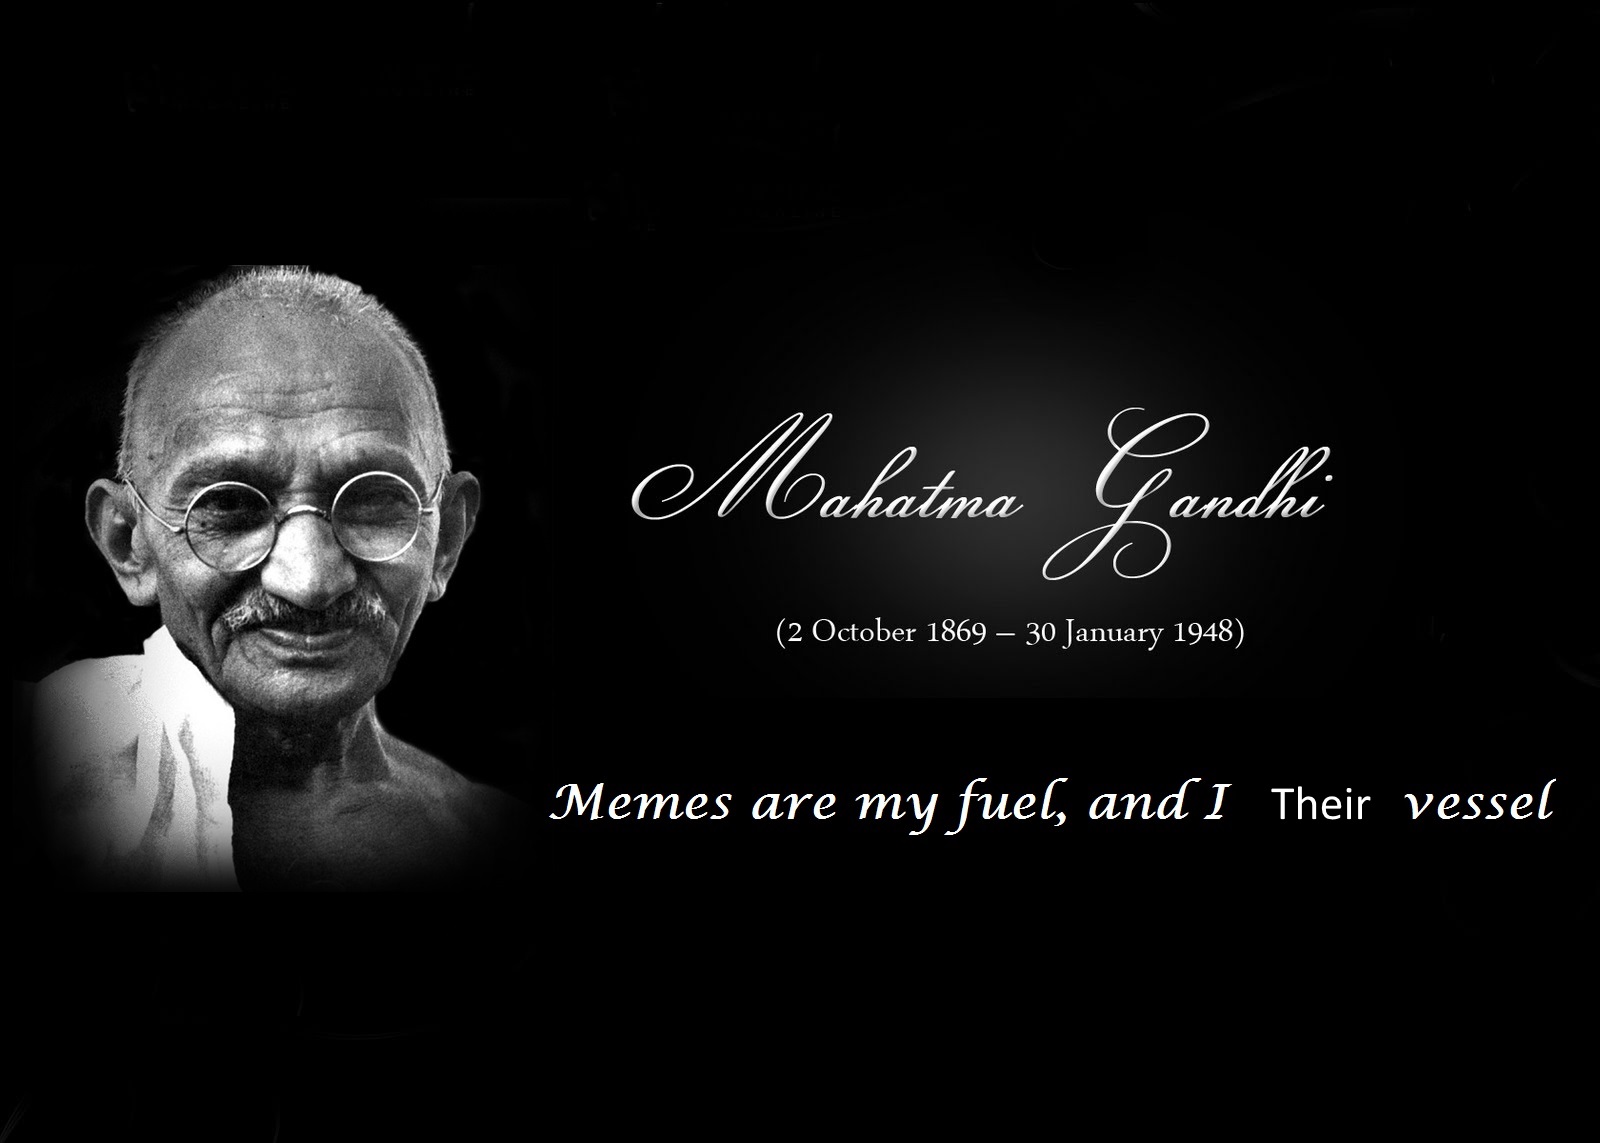 Mahatma Gandhi
(2 October 1869 – 30 January 1948)
Memes are my fuel, and I Their vessel